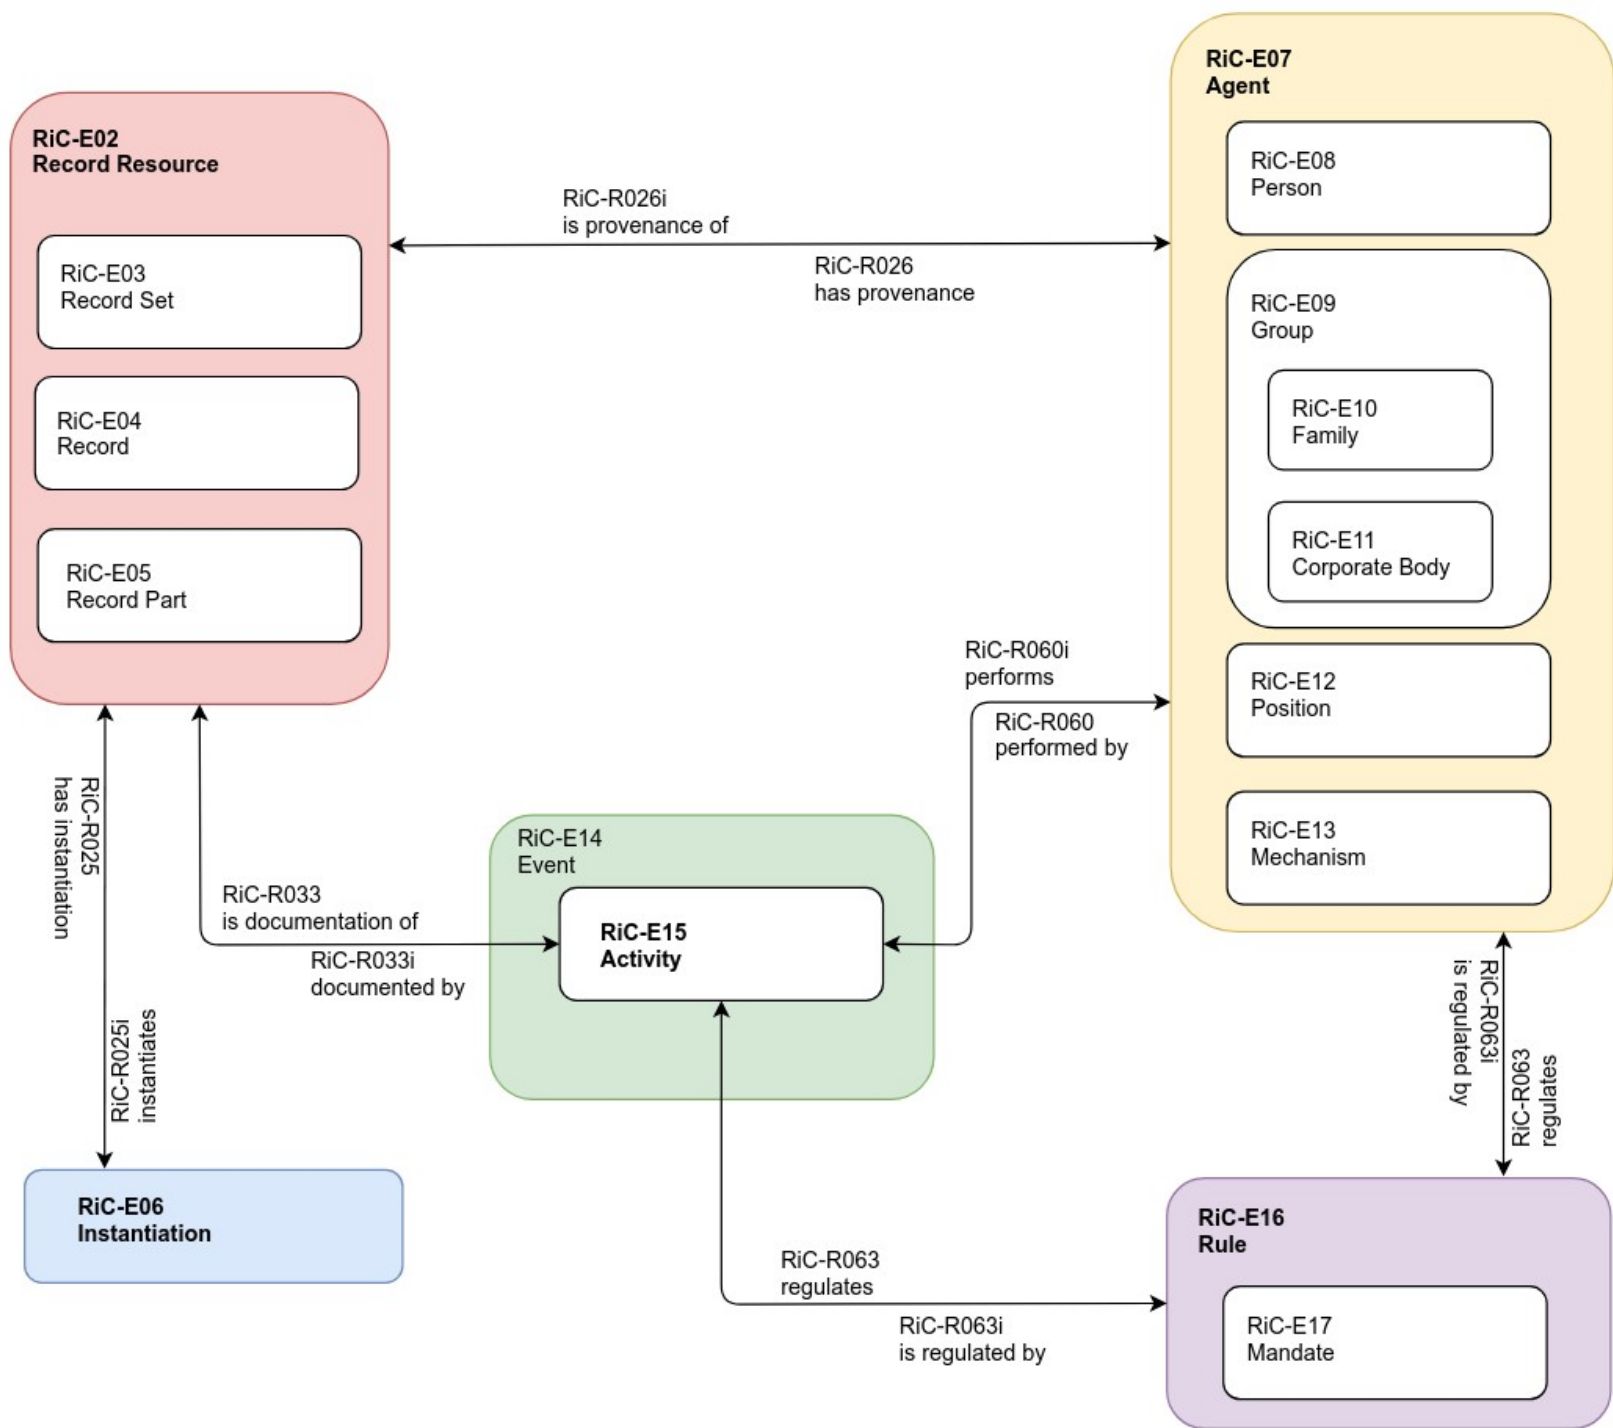 RiC-E07
Agent
RiC-E02
Record Resource
RiC-E08
Person
RiC-R026i
is provenance of
RiC-R026
has provenance
RiC-E03
Record Set
RiC-E09
Group
RiC-E04
Record
RiC-E10
Family
RiC-E11
Corporate Body
RiC-E05
Record Part
RiC-R060i
performs
RiC-E12
Position
RiC-R060
performed by
RiC-R025
has instantiation
RiC-E14
Event
RiC-E13
Mechanism
RiC-R033
is documentation of
RiC-E15
Activity
RiC-R033i
documented by
RiC-R063i
is regulated by
RiC-R025i
instantiates
RiC-R063
regulates
RiC-E06
Instantiation
RiC-E16
Rule
RiC-R063
regulates
RiC-R063i
is regulated by
RiC-E17
Mandate